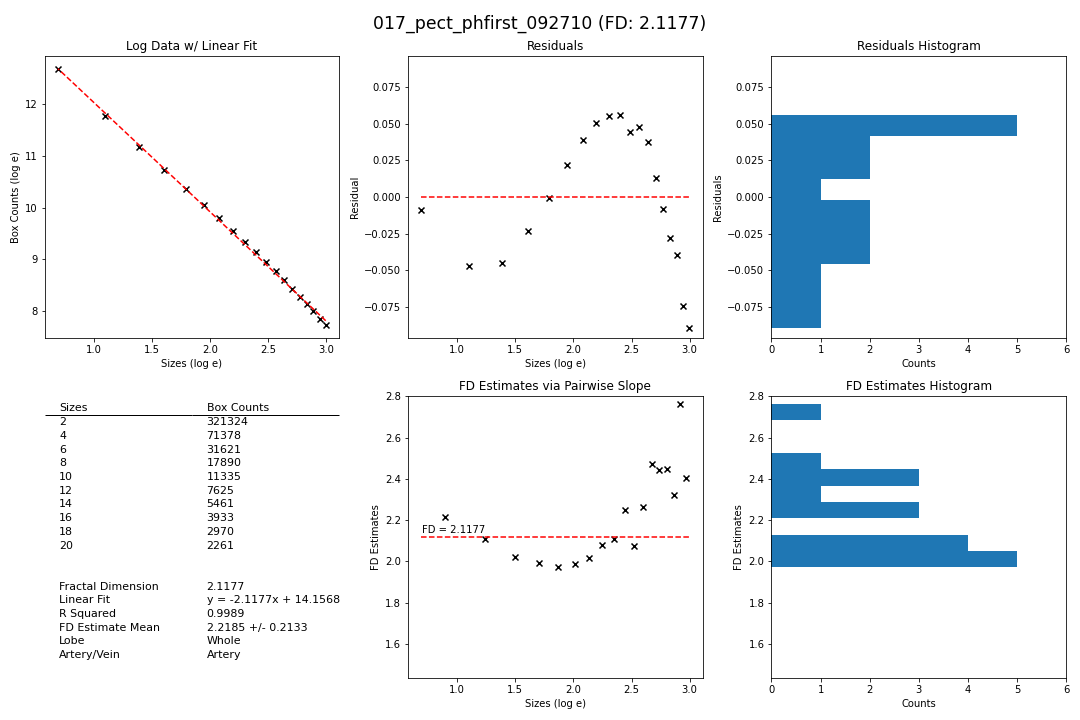 017_pect_phfirst_092710 (FD: 2.1177)
Log Data w/ Linear Fit
Box Counts (log e)
12
11
10
9
8
1.0 1.5 2.0 2.5 3.0
Sizes (log e)
Residuals
Residual
0.075
0.050
0.025
0.000
−0.025
−0.050
−0.075
1.0 1.5 2.0 2.5 3.0
Sizes (log e)
Residuals Histogram
Residuals
0.075
0.050
0.025
0.000
−0.025
−0.050
−0.075
0 1 2 3 4 5 6
Counts
Sizes Box Counts
2 321324
4 71378
6 31621
8 17890
10 11335
12 7625
14 5461
16 3933
18 2970
20 2261
Fractal Dimension 2.1177
Linear Fit y = -2.1177x + 14.1568
R Squared 0.9989
FD Estimate Mean 2.2185 +/- 0.2133
Lobe Whole
Artery/Vein Artery
FD Estimates via Pairwise Slope
FD Estimates
2.8
2.6
2.4
2.2
2.0
1.8
1.6
FD = 2.1177
1.0 1.5 2.0 2.5 3.0
Sizes (log e)
FD Estimates Histogram
FD Estimates
2.8
2.6
2.4
2.2
2.0
1.8
1.6
0 1 2 3 4 5 6
Counts